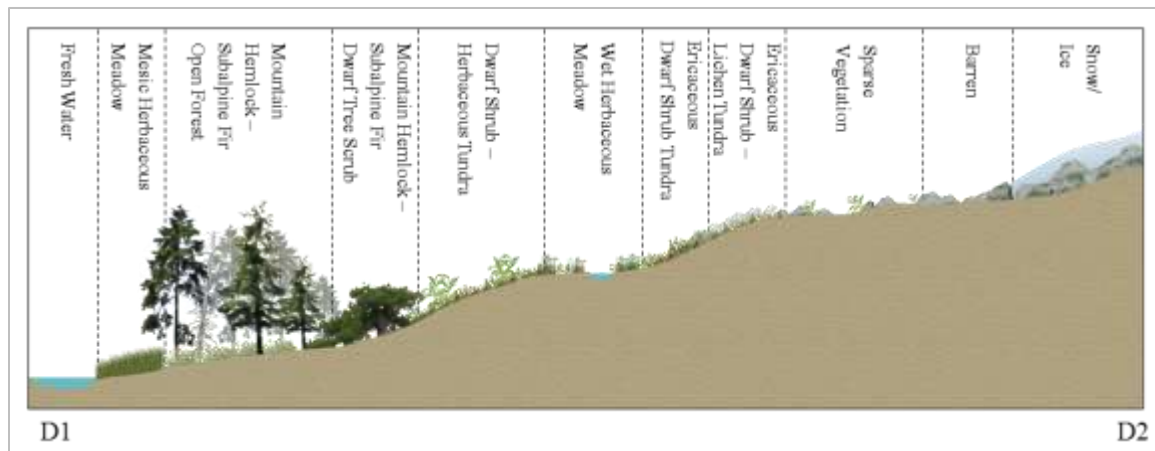 Fresh Water
Mesic Herbaceous
Meadow
Mountain
Hemlock –
Subalpine Fir
Open Forest
Mountain Hemlock –
Subalpine Fir
Dwarf Tree Scrub
Dwarf Shrub –
Herbaceous Tundra
Wet Herbaceous
Meadow
Ericaceous
Dwarf Shrub Tundra
Ericaceous
Dwarf Shrub –
Lichen Tundra
Sparse
Vegetation
Barren
Snow/
Ice
D1
D2